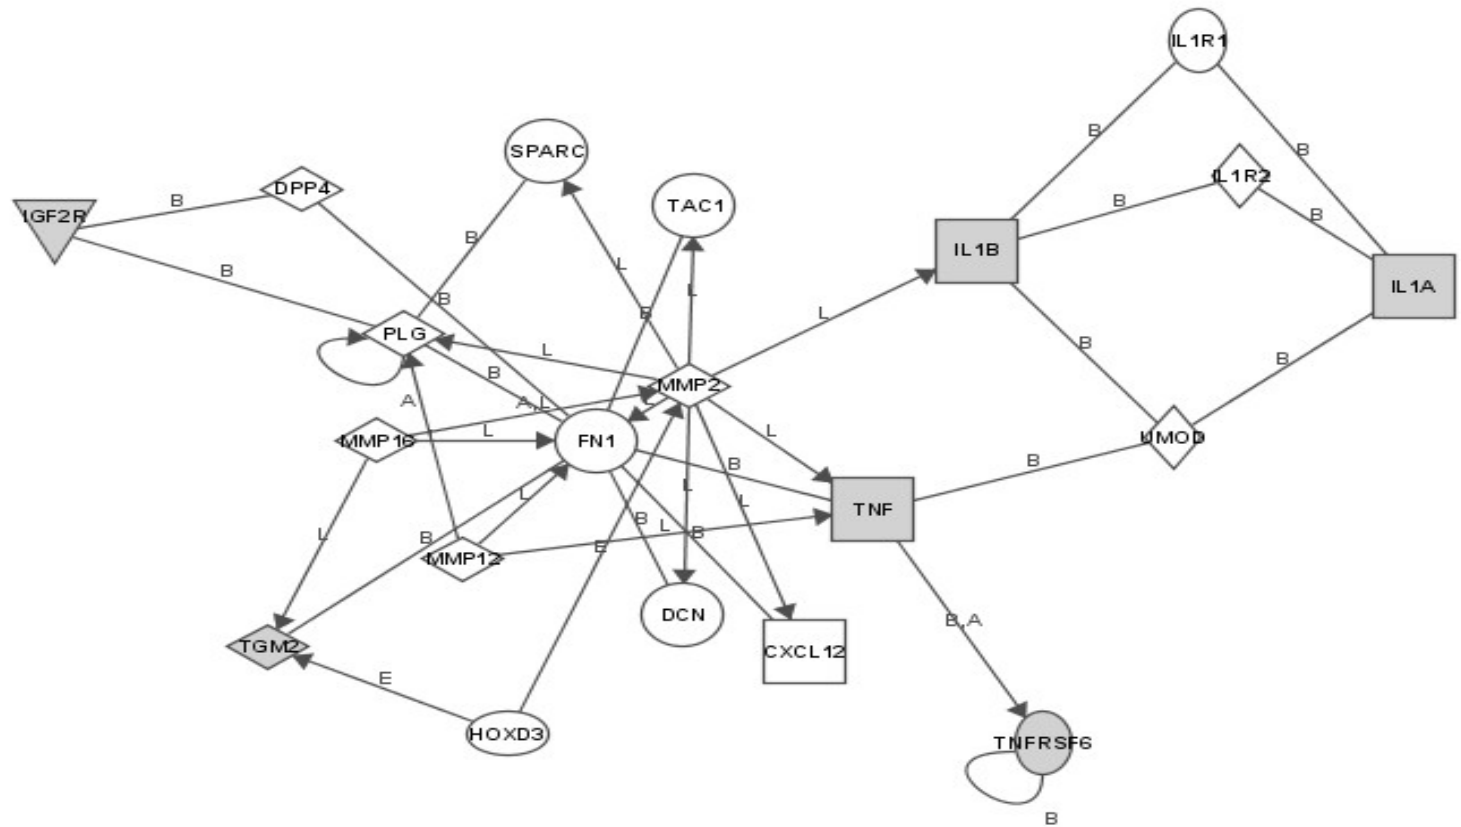 IL1R1
B
B
SPARC
IL1R2
DPP4
B
B
B
TAC1
IGF2R
B
IL1B
L
B
IL1A
L
B
B
L
PLG
L
B
B
B
MMP2
A
A,L
L
L
L
MMP16
FN1
UMOD
B
B
L
L
L
TNF
B
L
B
L
B
E
MMP12
DCN
B,A
TGM2
CXCL12
E
HOXD3
TNFRSF6
B